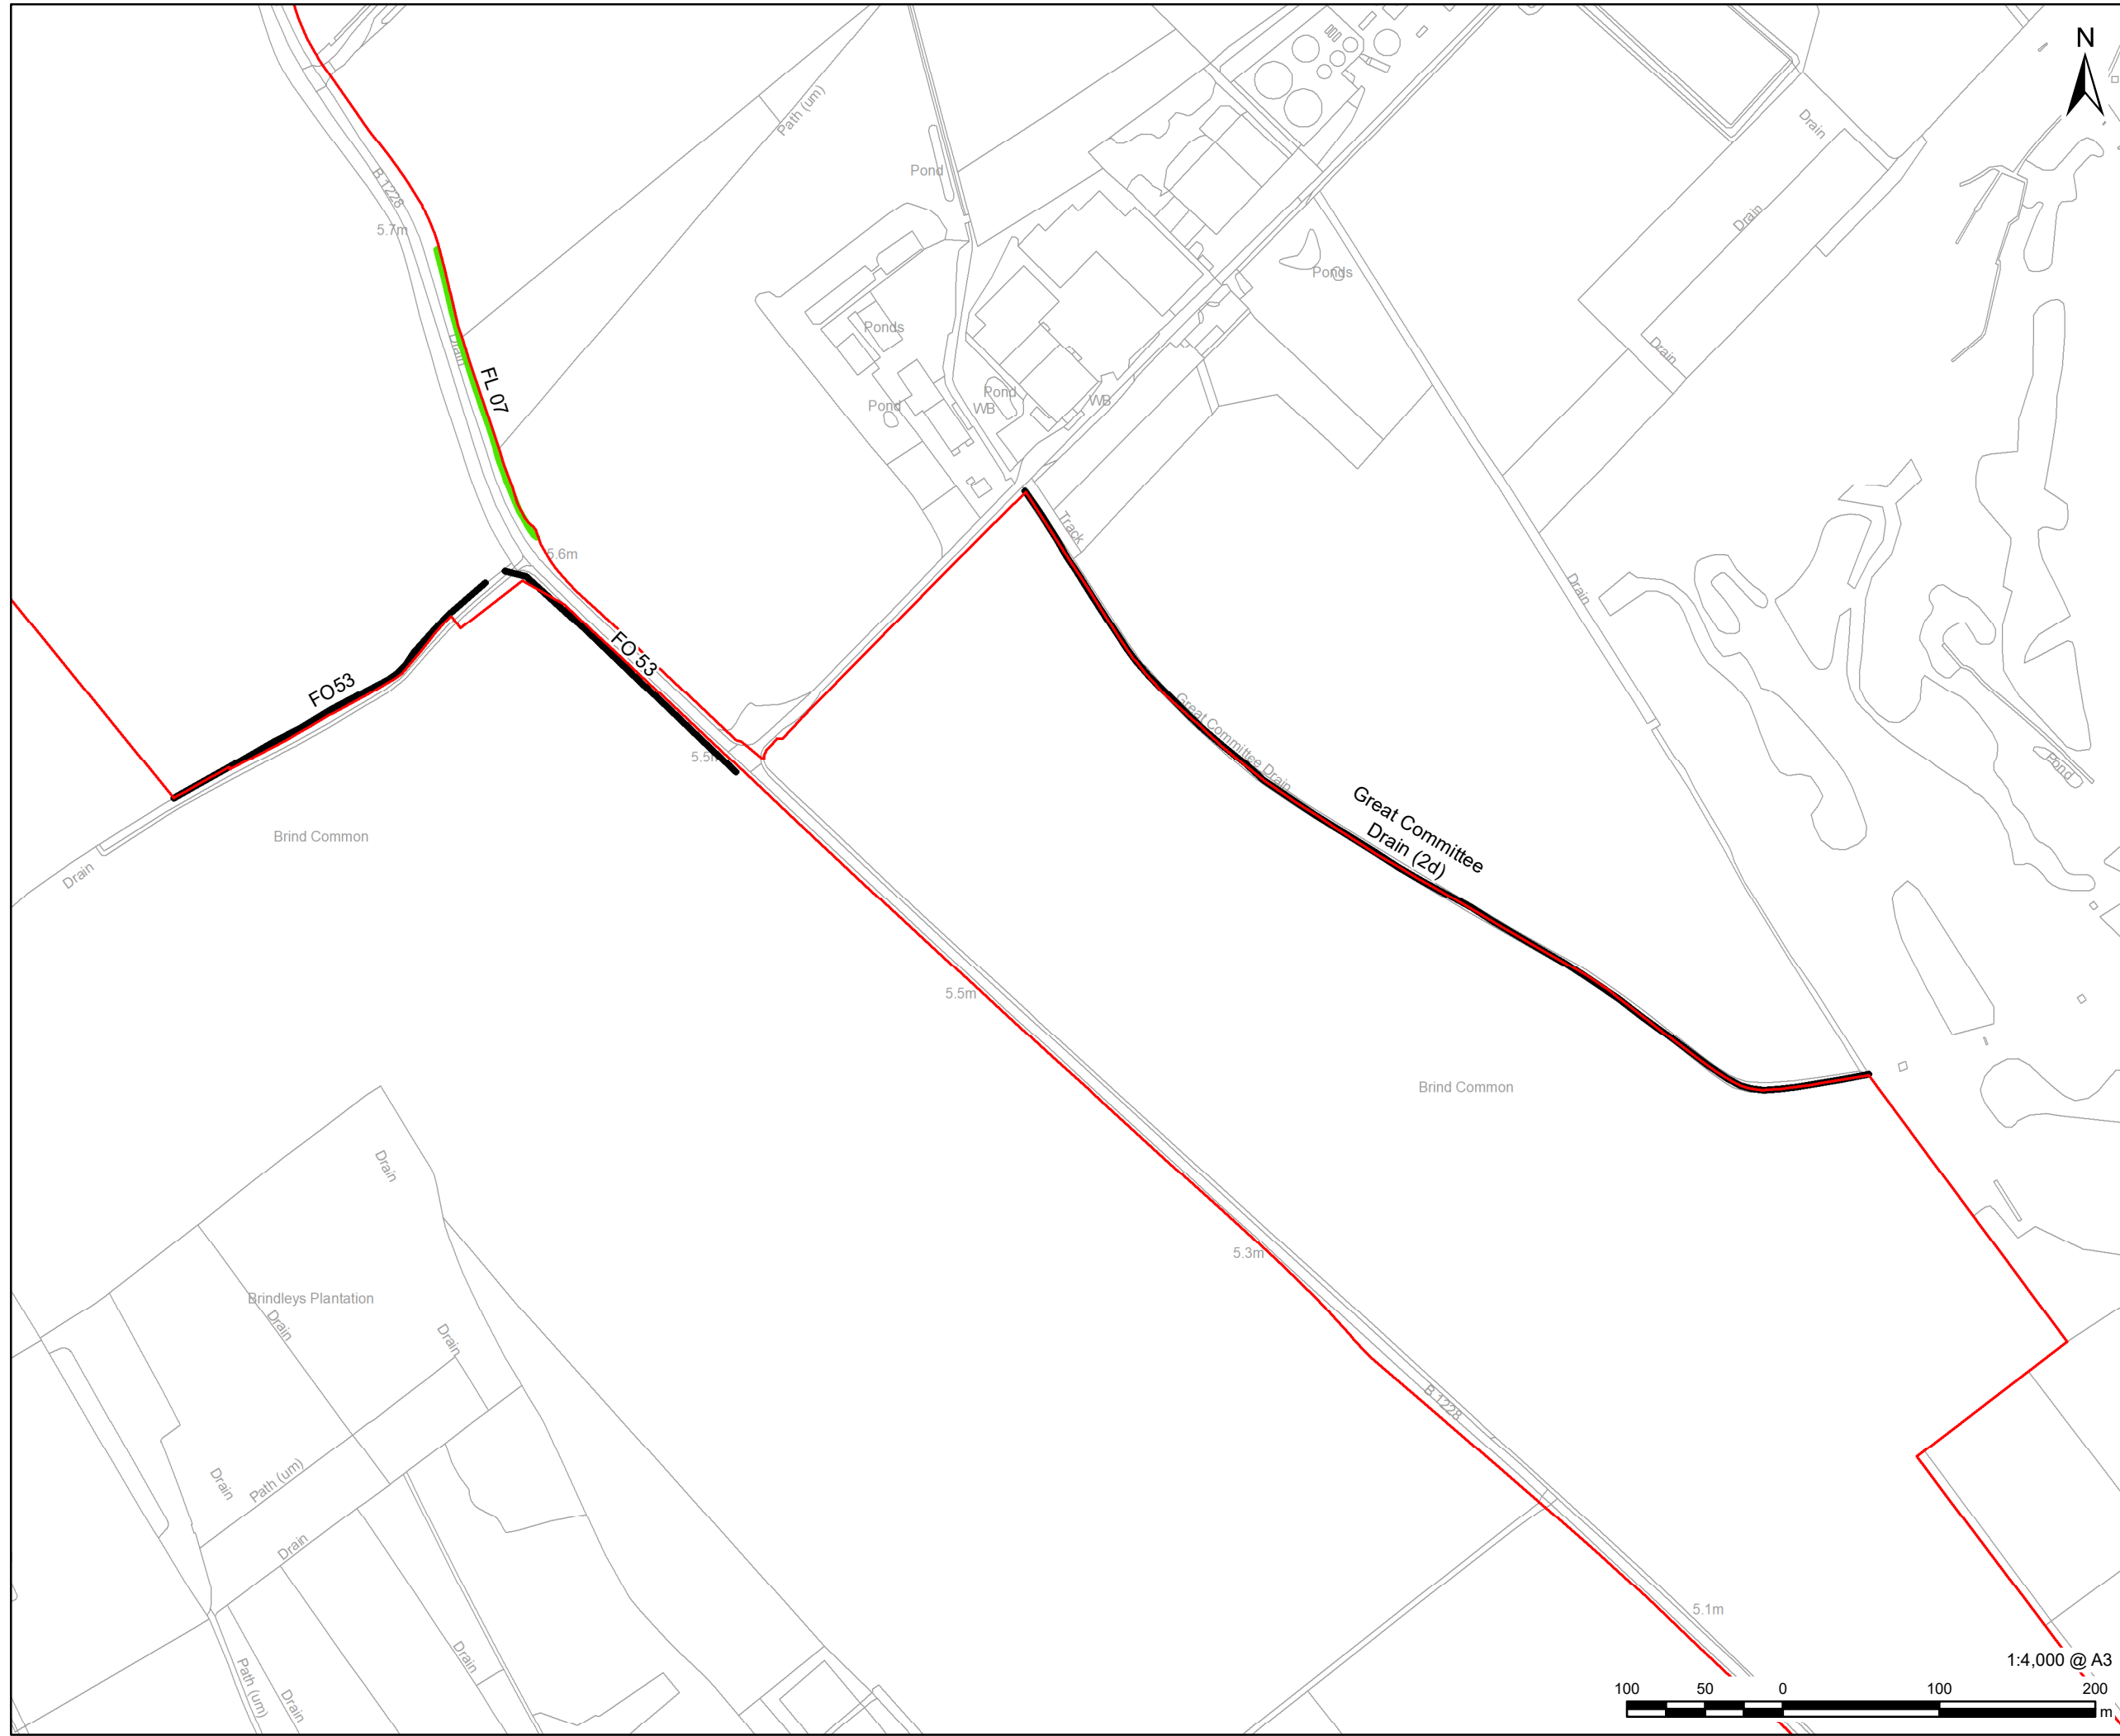 N
Path (um)
Drain
B 1228
Pond
Drain
5.7m
Ponds
Ponds
Drain
Drain
FL 07
Pond
Pond
WB
WB
Track
5.6m
Drain
FO 53
FO53
Great Committee Drain
5.5m
Pond
Great Committee
Drain (2d)
Brind Common
Drain
5.5m
Brind Common
Drain
5.3m
Brindleys Plantation
Drain
Drain
B 1228
Drain
Path (um)
Drain
5.1m
Drain
Path (um)
Drain
1:4,000 @ A3
100 50 0 100 200
m